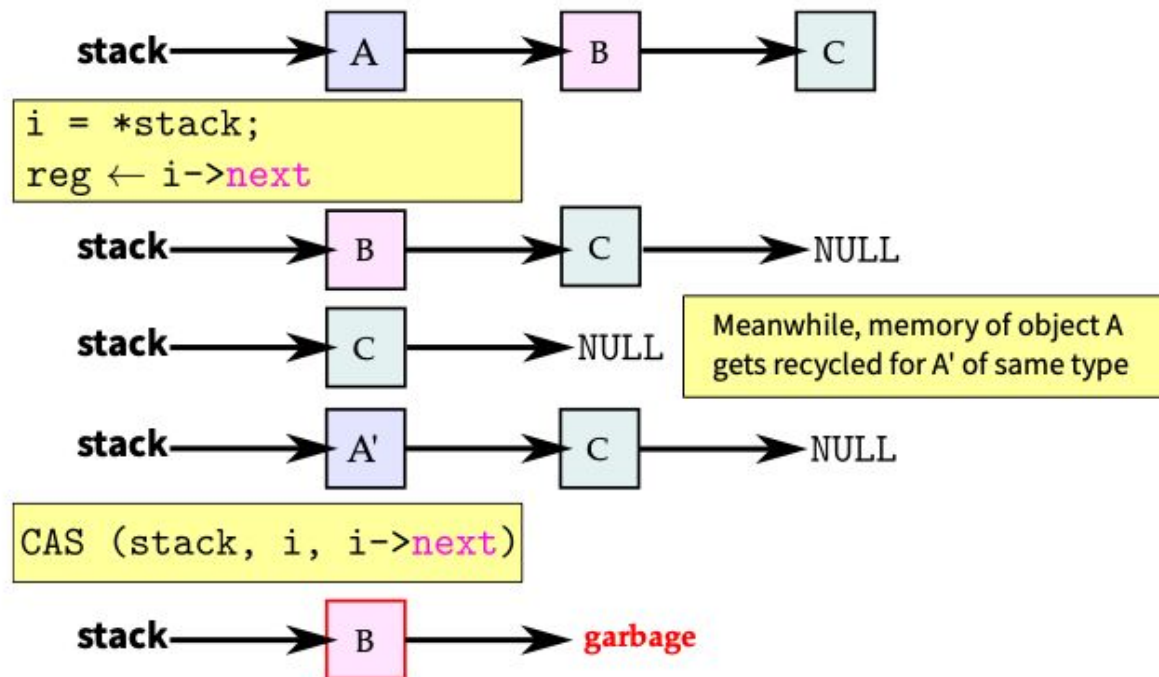 stack A B C
i = *stack;
reg ← i->next
stack B C NULL
stack C NULL
Meanwhile, memory of object A
gets recycled for A' of same type
stack A' C NULL
CAS (stack, i, i->next)
stack B garbage